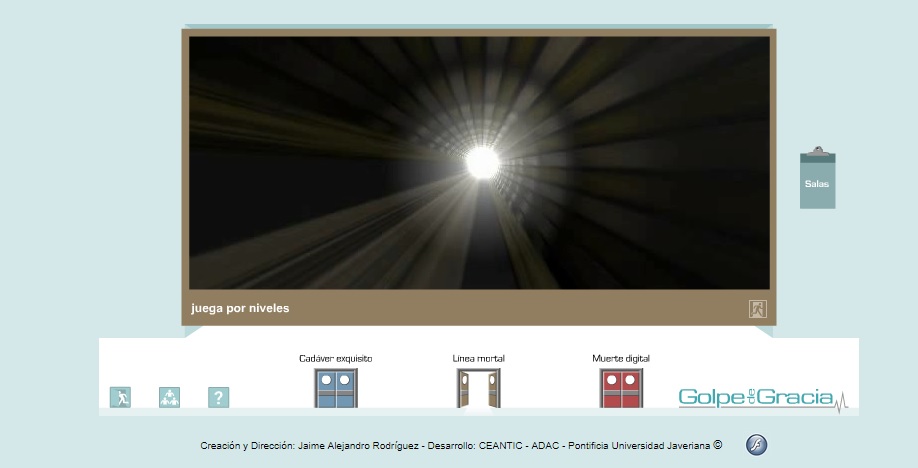 Salas
juega por niveles
Cadáver exquisito
Línea mortal
Muerte digital
?
Golpe de Gracia
Creación y Dirección: Jaime Alejandro Rodríguez - Desarrollo: CEANTIC - ADAC - Pontificia Universidad Javeriana ©